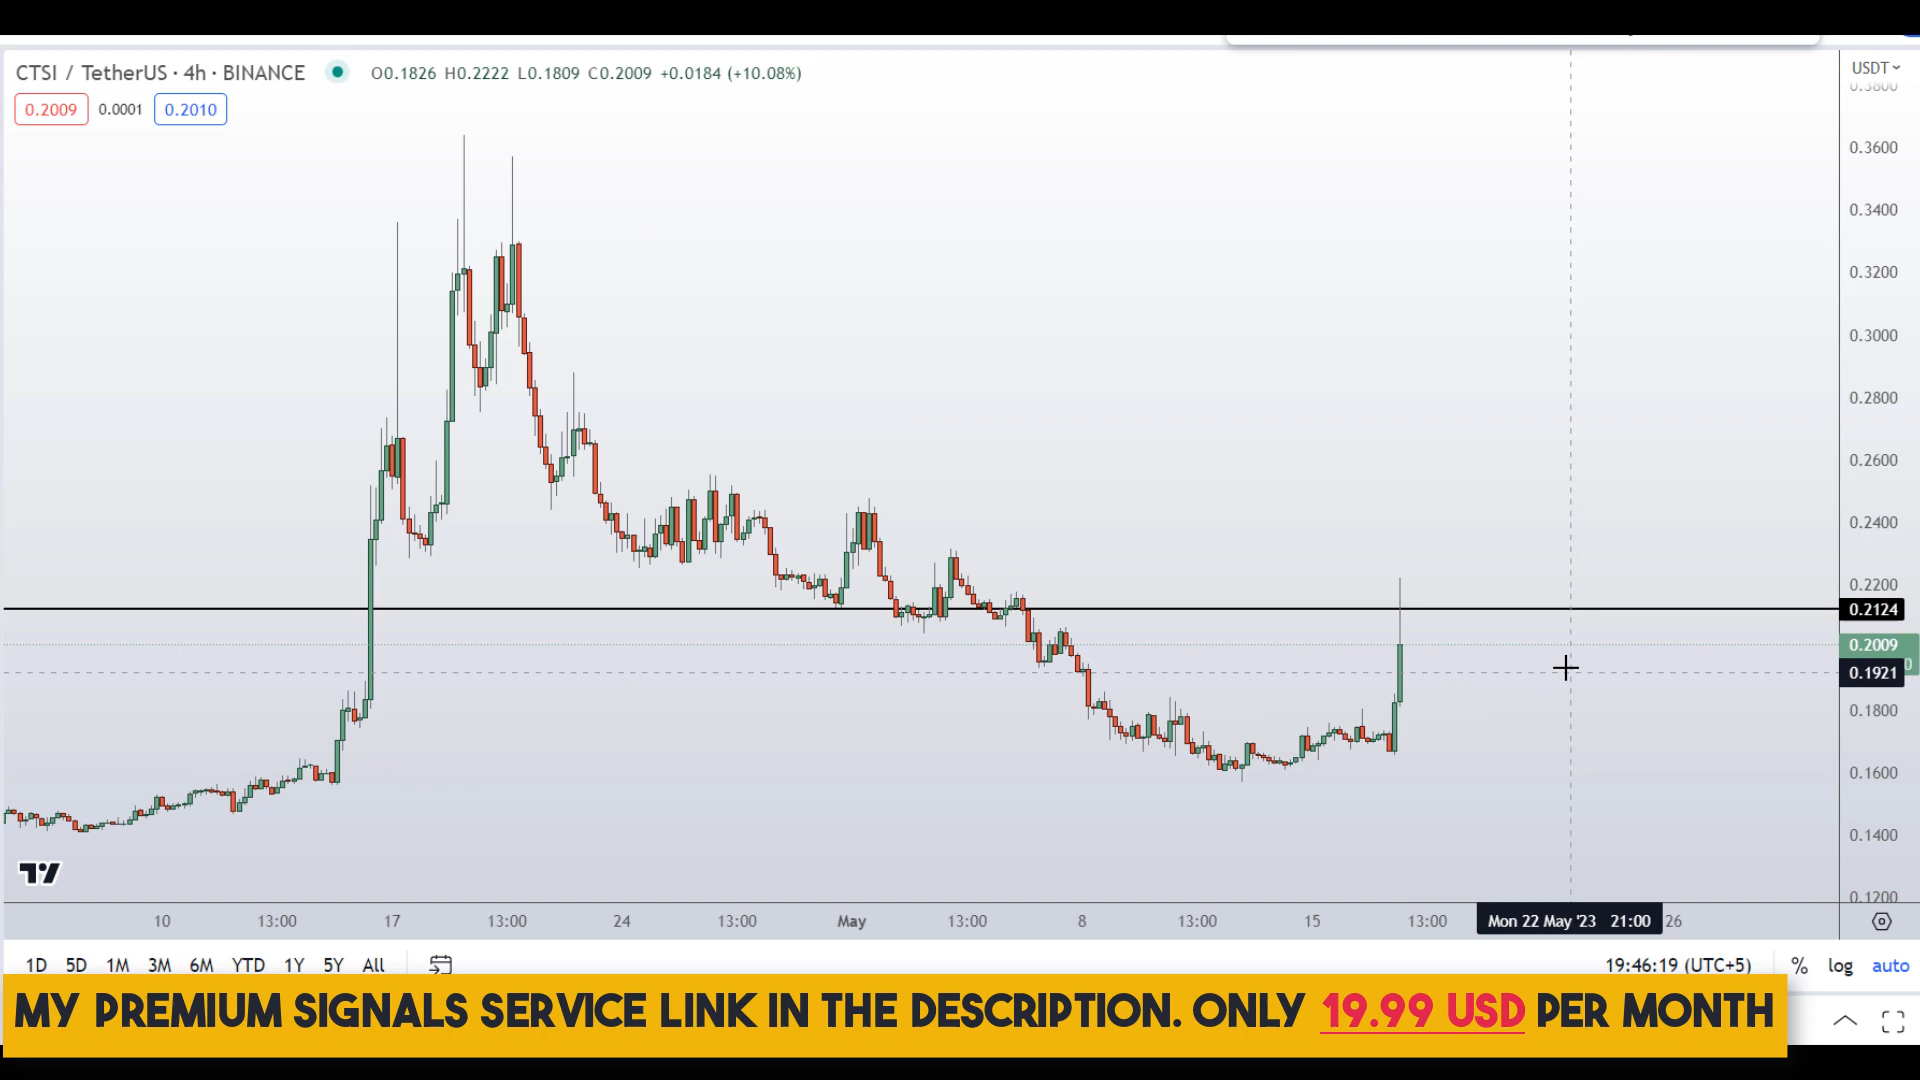 CTSI / TetherUS · 4h · BINANCE O0.1826 H0.2222 L0.1809 C0.2009 +0.0184 (+10.08%)
USDT
0.3800
0.2009 0.0001 0.2010
0.3600
0.3400
0.3200
0.3000
0.2800
0.2600
0.2400
0.2200
0.2124
0.2009
0.1921
0.1800
0.1600
0.1400
0.1200
10 13:00 17 13:00 24 13:00 May 13:00 8 13:00 15 13:00 Mon 22 May '23 21:00 26
1D 5D 1M 3M 6M YTD 1Y 5Y All 19:46:19 (UTC+5) % log auto
MY PREMIUM SIGNALS SERVICE LINK IN THE DESCRIPTION. ONLY 19.99 USD PER MONTH